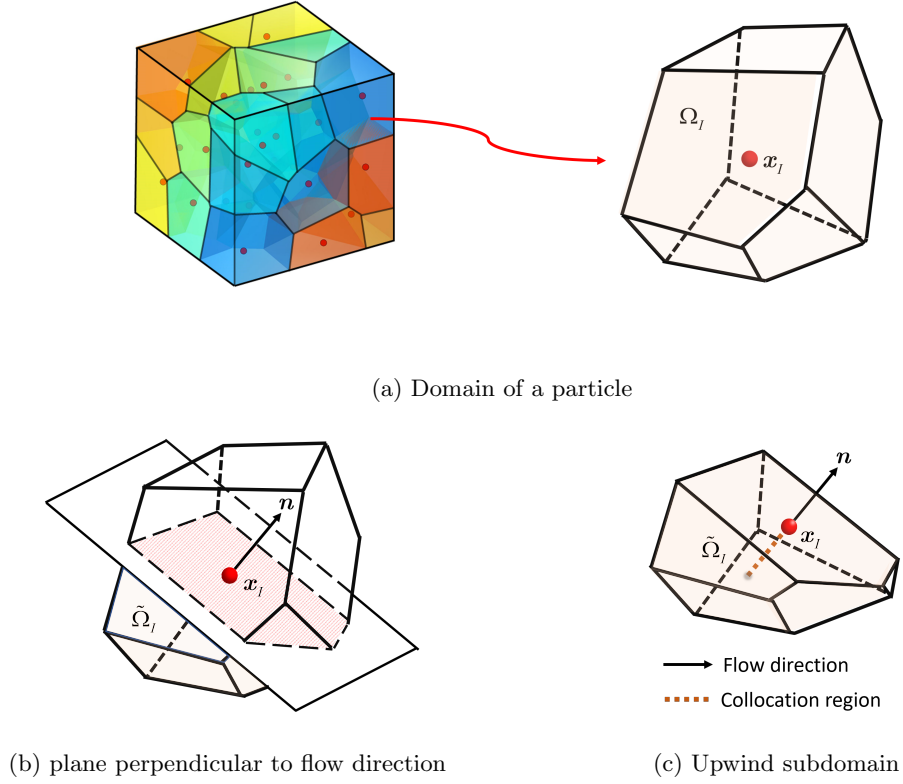 Ω_I
x_I
(a) Domain of a particle
n
x_I
Ω̃_I
n
x_I
Ω̃_I
Flow direction
Collocation region
(b) plane perpendicular to flow direction
(c) Upwind subdomain